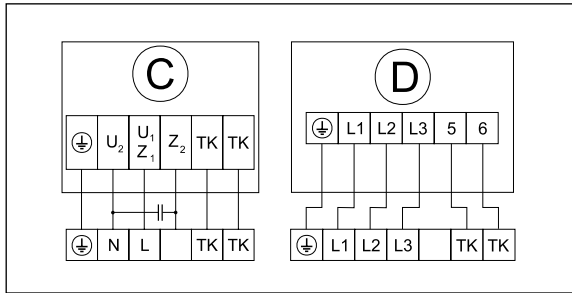 C
U₂ U₁ Z₁ Z₂ TK TK
N L TK TK
D
L1 L2 L3 5 6
L1 L2 L3 TK TK